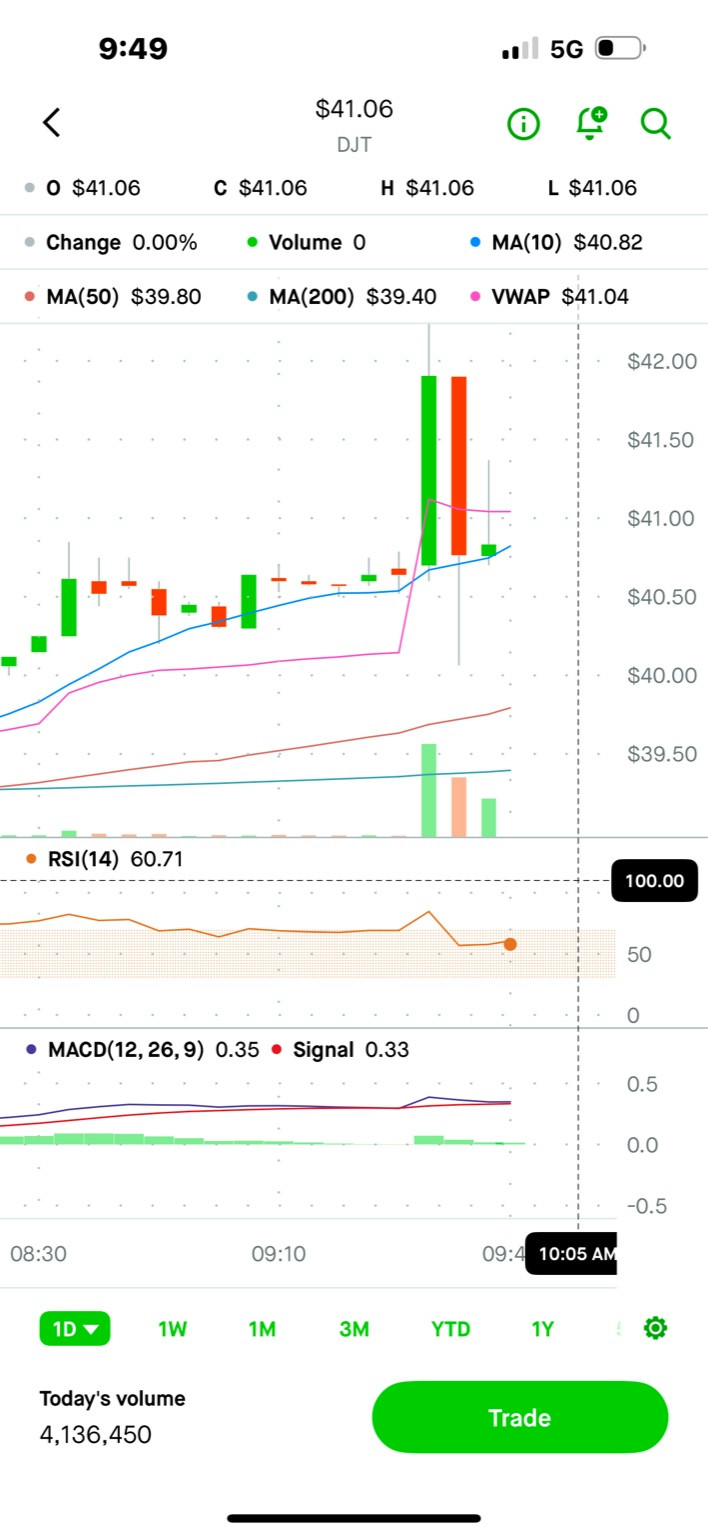 9:49 5G
$41.06
DJT
O $41.06 C $41.06 H $41.06 L $41.06
Change 0.00% Volume 0 MA(10) $40.82
MA(50) $39.80 MA(200) $39.40 VWAP $41.04
$42.00
$41.50
$41.00
$40.50
$40.00
$39.50
RSI(14) 60.71
100.00
50
0
MACD(12, 26, 9) 0.35 Signal 0.33
0.5
0.0
-0.5
08:30 09:10 09:4 10:05 AM
1D 1W 1M 3M YTD 1Y
Today's volume
4,136,450
Trade